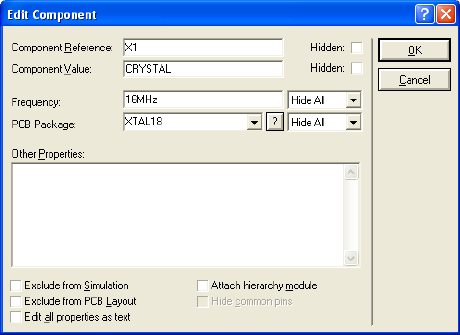 Edit Component
Component Reference: X1 Hidden: OK
Component Value: CRYSTAL Hidden: Cancel
Frequency: 16MHz Hide All
PCB Package: XTAL18 ? Hide All
Other Properties:
Exclude from Simulation Attach hierarchy module
Exclude from PCB Layout Hide common pins
Edit all properties as text